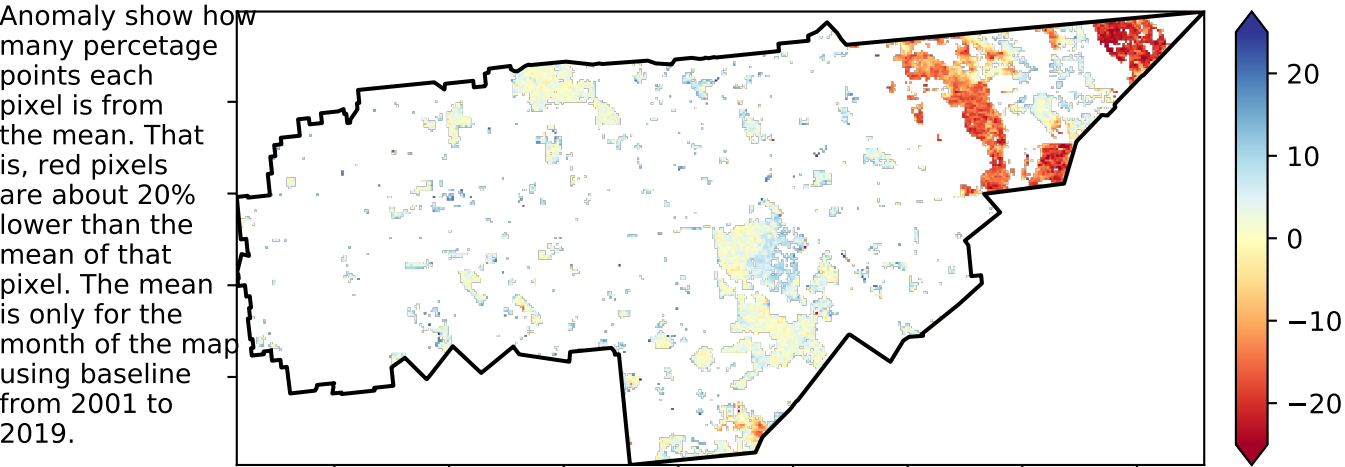 Anomaly show how
many percetage
points each
pixel is from
the mean. That
is, red pixels
are about 20%
lower than the
mean of that
pixel. The mean
is only for the
month of the map
using baseline
from 2001 to
2019.
20
10
0
−10
−20